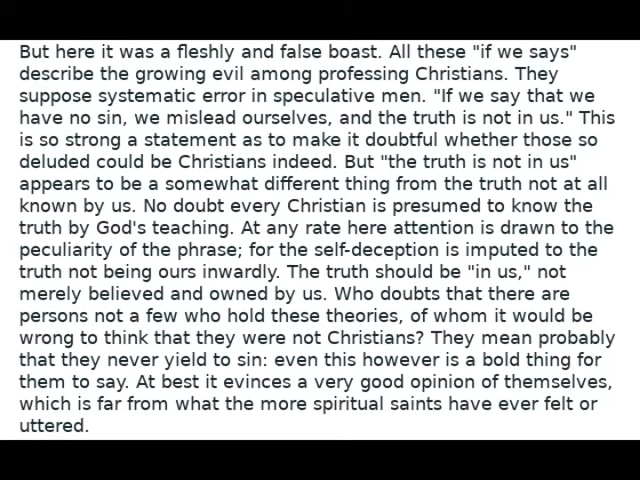 But here it was a fleshly and false boast. All these "if we says"
describe the growing evil among professing Christians. They
suppose systematic error in speculative men. "If we say that we
have no sin, we mislead ourselves, and the truth is not in us." This
is so strong a statement as to make it doubtful whether those so
deluded could be Christians indeed. But "the truth is not in us"
appears to be a somewhat different thing from the truth not at all
known by us. No doubt every Christian is presumed to know the
truth by God's teaching. At any rate here attention is drawn to the
peculiarity of the phrase; for the self-deception is imputed to the
truth not being ours inwardly. The truth should be "in us," not
merely believed and owned by us. Who doubts that there are
persons not a few who hold these theories, of whom it would be
wrong to think that they were not Christians? They mean probably
that they never yield to sin: even this however is a bold thing for
them to say. At best it evinces a very good opinion of themselves,
which is far from what the more spiritual saints have ever felt or
uttered.